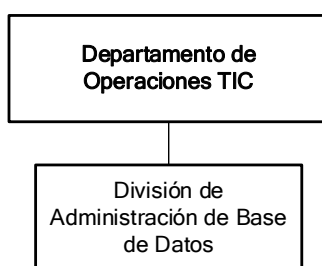 Departamento de
Operaciones TIC
División de
Administración de Base
de Datos